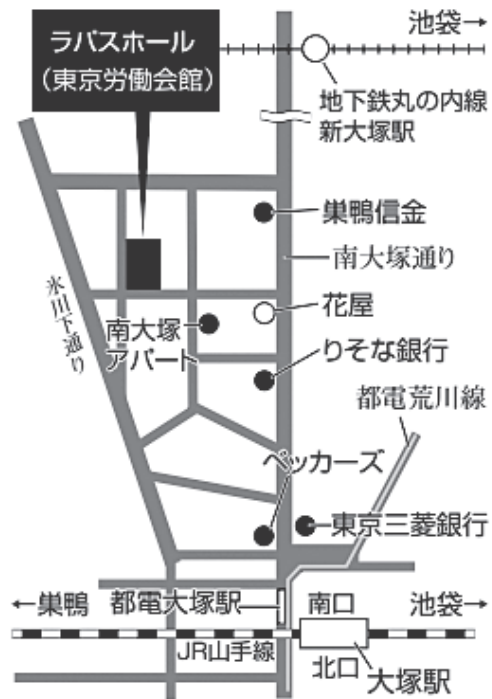 池袋→
ラパスホール
（東京労働会館）
地下鉄丸の内線
新大塚駅
巣鴨信金
南大塚通り
氷川下通り
花屋
南大塚
アパート
りそな銀行
都電荒川線
ベッカーズ
東京三菱銀行
←巣鴨
都電大塚駅
南口
池袋→
JR山手線
北口
大塚駅